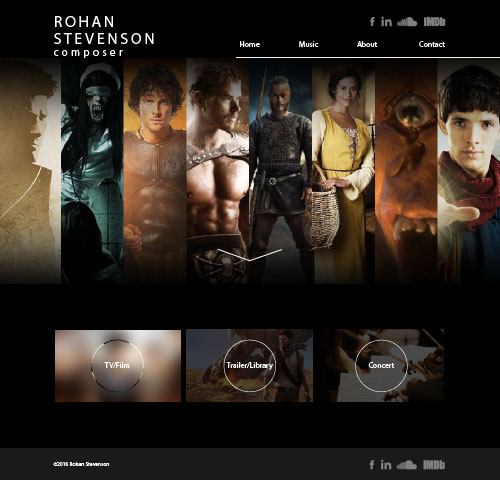 ROHAN
STEVENSON
composer
f in IMDb
Home Music About Contact
TV/Film Trailer/Library Concert
©2016 Rohan Stevenson
f in IMDb